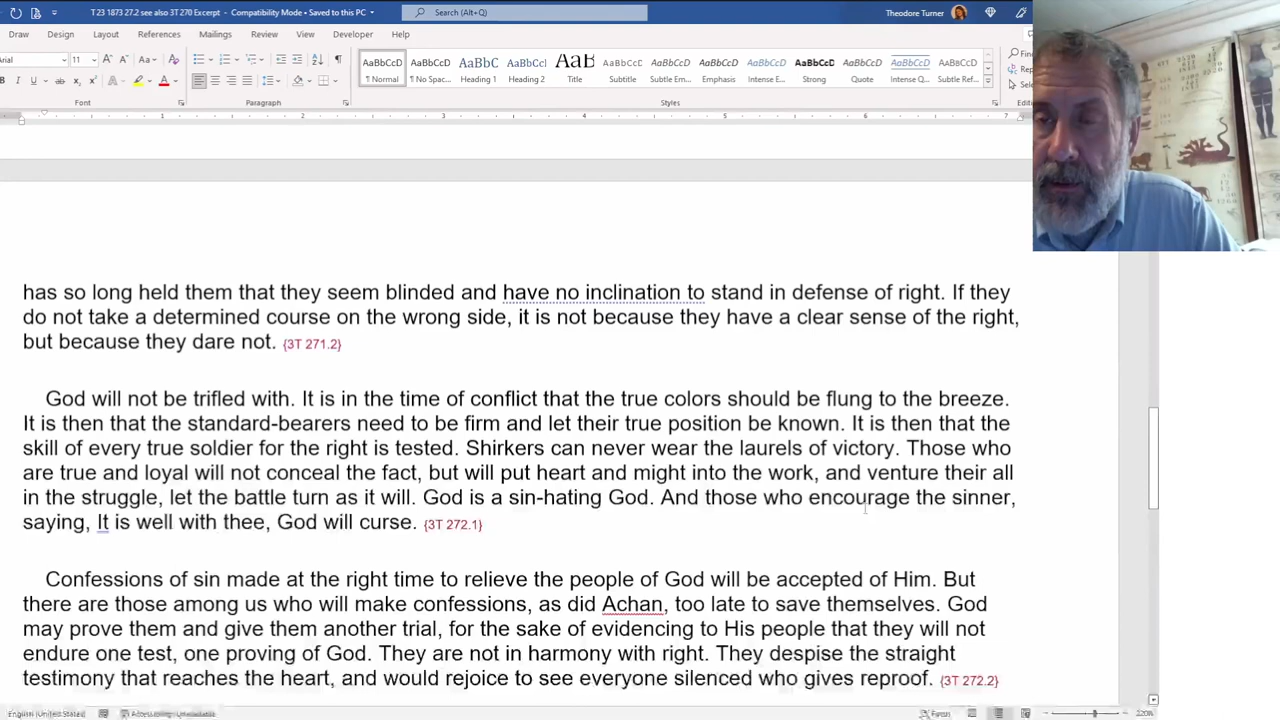 T 23 1873 27.2 see also 3T 270 Excerpt - Compatibility Mode • Saved to this PC
Search (Alt+Q)
Theodore Turner
Draw Design Layout References Mailings Review View Developer Help
Arial 11
AaBbCcD AaBbCcD AaBbC AaBbCcI AaB AaBbCcD AaBbCcD AaBbCcD AaBbCcD AaBbCcD AaBbCcD AaBbCcD AaBbCcD
¶ Normal ¶ No Spac... Heading 1 Heading 2 Title Subtitle Subtle Em... Emphasis Intense E... Strong Quote Intense Q... Subtle Ref...
Font Paragraph Styles
1 2 3 4 5 6 7
has so long held them that they seem blinded and have no inclination to stand in defense of right. If they
do not take a determined course on the wrong side, it is not because they have a clear sense of the right,
but because they dare not. {3T 271.2}
God will not be trifled with. It is in the time of conflict that the true colors should be flung to the breeze.
It is then that the standard-bearers need to be firm and let their true position be known. It is then that the
skill of every true soldier for the right is tested. Shirkers can never wear the laurels of victory. Those who
are true and loyal will not conceal the fact, but will put heart and might into the work, and venture their all
in the struggle, let the battle turn as it will. God is a sin-hating God. And those who encourage the sinner,
saying, It is well with thee, God will curse. {3T 272.1}
Confessions of sin made at the right time to relieve the people of God will be accepted of Him. But
there are those among us who will make confessions, as did Achan, too late to save themselves. God
may prove them and give them another trial, for the sake of evidencing to His people that they will not
endure one test, one proving of God. They are not in harmony with right. They despise the straight
testimony that reaches the heart, and would rejoice to see everyone silenced who gives reproof. {3T 272.2}
English (United States) Focus 220%